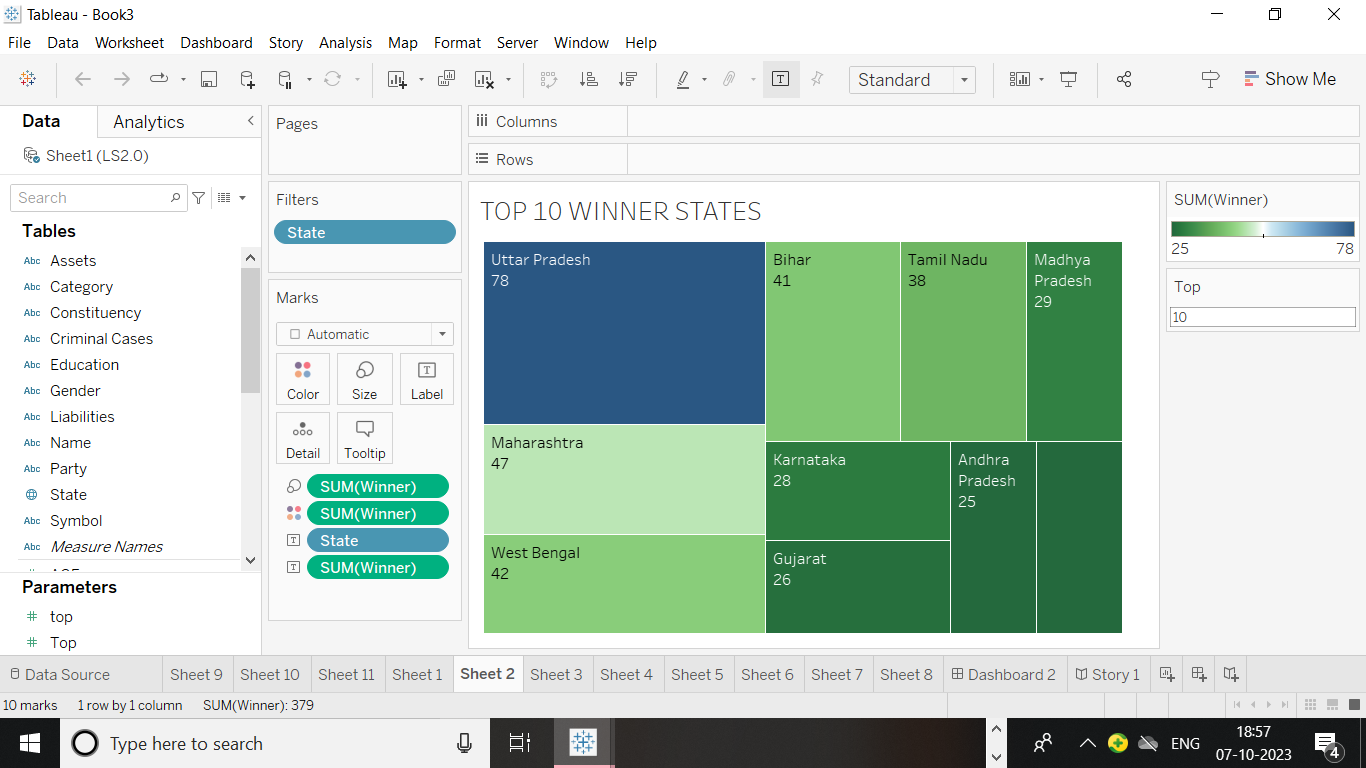 Tableau - Book3
File Data Worksheet Dashboard Story Analysis Map Format Server Window Help
Standard
Show Me
Data Analytics
Sheet1 (LS2.0)
Search
Tables
Abc Assets
Abc Category
Abc Constituency
Abc Criminal Cases
Abc Education
Abc Gender
Abc Liabilities
Abc Name
Abc Party
State
Abc Symbol
Abc Measure Names
Parameters
# top
# Top
Pages
Filters
State
Marks
Automatic
Color Size Label
Detail Tooltip
SUM(Winner)
SUM(Winner)
State
SUM(Winner)
Columns
Rows
TOP 10 WINNER STATES
Uttar Pradesh
78
Maharashtra
47
West Bengal
42
Bihar
41
Tamil Nadu
38
Madhya
Pradesh
29
Karnataka
28
Gujarat
26
Andhra
Pradesh
25
SUM(Winner)
25 78
Top
10
Data Source Sheet 9 Sheet 10 Sheet 11 Sheet 1 Sheet 2 Sheet 3 Sheet 4 Sheet 5 Sheet 6 Sheet 7 Sheet 8 Dashboard 2 Story 1
10 marks 1 row by 1 column SUM(Winner): 379
Type here to search
ENG
18:57
07-10-2023
4